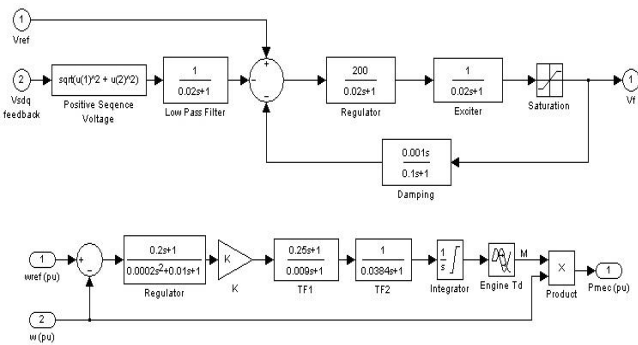 1
Vref
+
2
Vsdq
feedback
sqrt(u(1)^2 + u(2)^2)
Positive Seqence
Voltage
1
0.02s+1
Low Pass Filter
−
−
200
0.02s+1
Regulator
1
0.02s+1
Exciter
Saturation
1
Vf
0.001s
0.1s+1
Damping
1
wref (pu)
+
−
0.2s+1
0.0002s²+0.01s+1
Regulator
K
K
0.25s+1
0.009s+1
TF1
1
0.0384s+1
TF2
1
s
Integrator
Engine Td
M
X
Product
1
Pmec (pu)
2
w (pu)